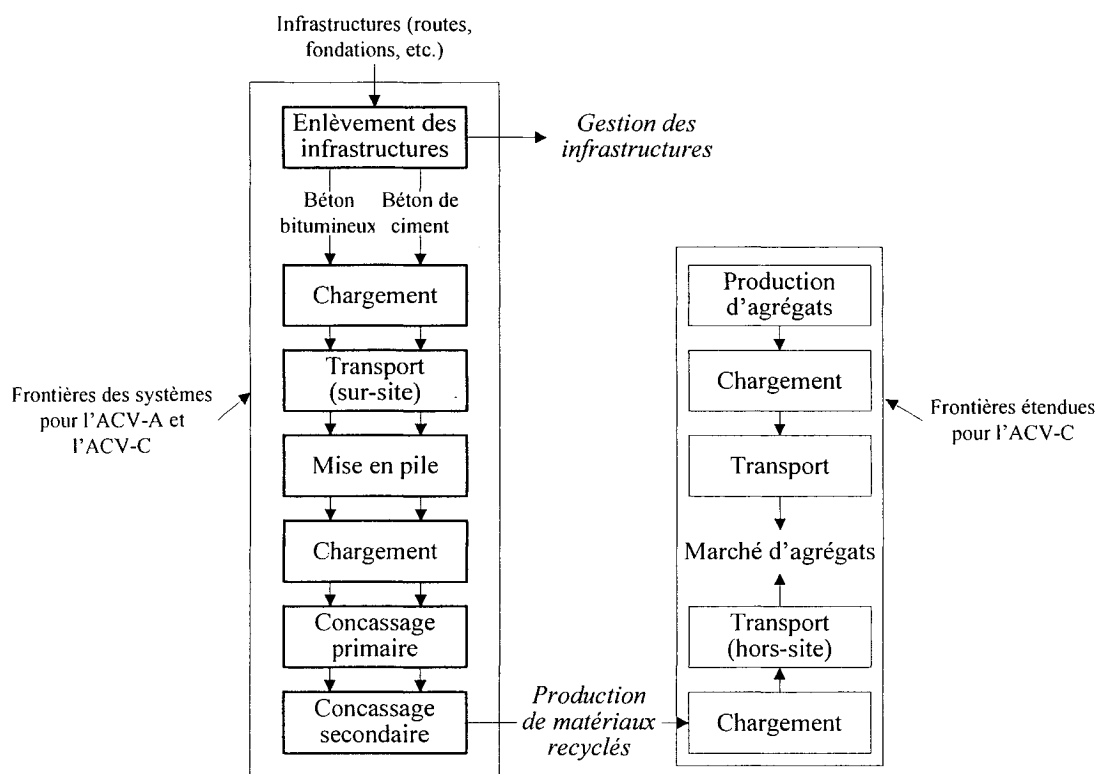 Infrastructures (routes,
fondations, etc.)
Enlèvement des
infrastructures
Gestion des
infrastructures
Béton
bitumineux
Béton de
ciment
Chargement
Transport
(sur-site)
Mise en pile
Chargement
Concassage
primaire
Concassage
secondaire
Frontières des systèmes
pour l'ACV-A et
l'ACV-C
Production
de matériaux
recyclés
Production
d'agrégats
Chargement
Transport
Marché d'agrégats
Transport
(hors-site)
Chargement
Frontières étendues
pour l'ACV-C